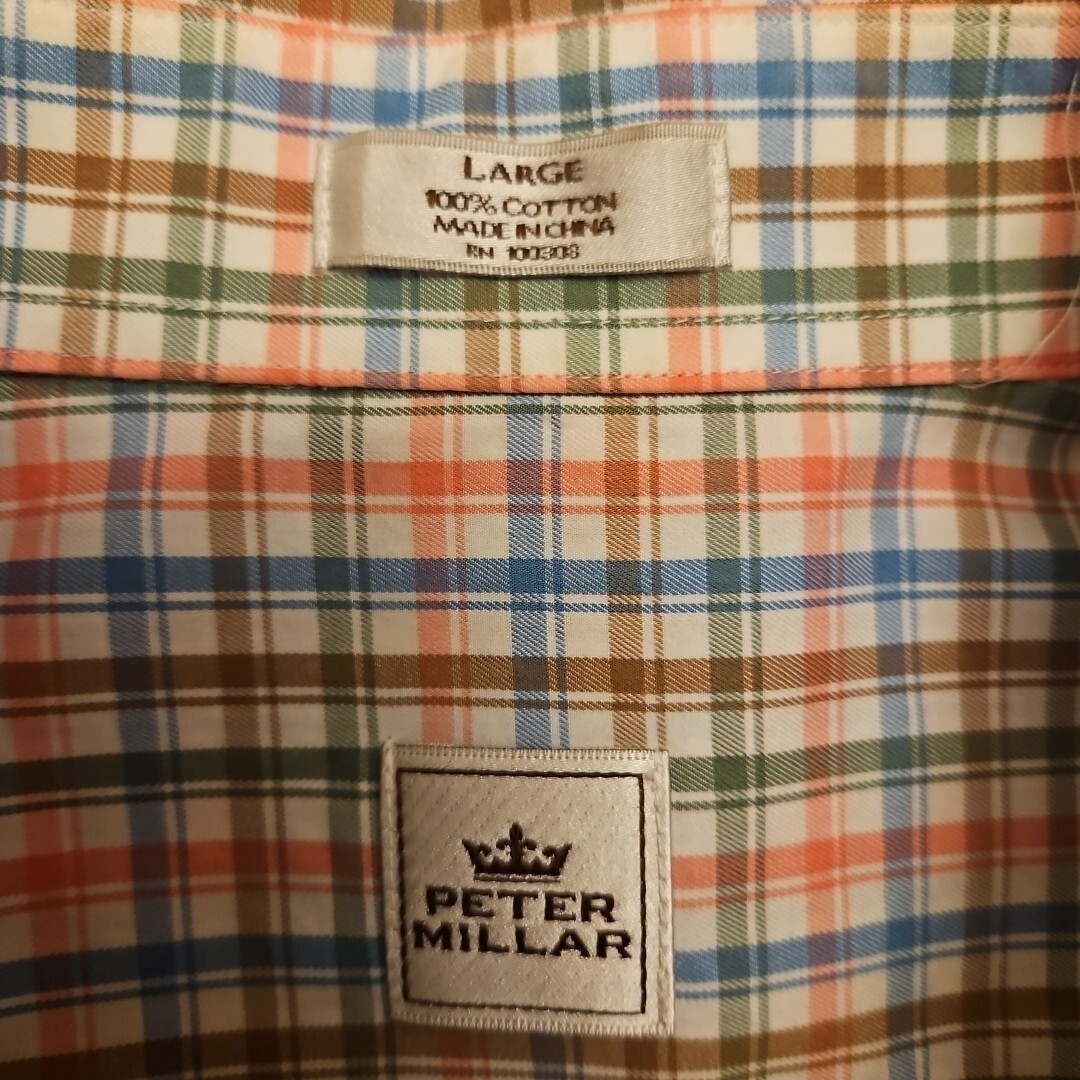 LARGE
100% COTTON
MADE IN CHINA
RN 100308
PETER
MILLAR